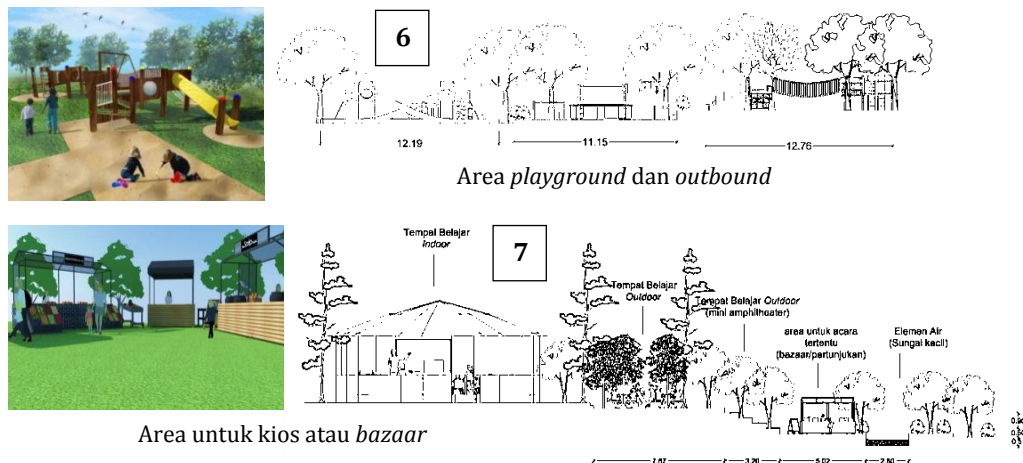 6
12.19
11.15
12.76
Area playground dan outbound
Tempat Belajar
Indoor
7
Tempat Belajar
Outdoor
Tempat Belajar Outdoor
(mini amphitheater)
area untuk acara
tertentu
(bazaar/pertunjukan)
Elemen Air
(Sungai kecil)
7.67
3.20
5.02
2.50
Area untuk kios atau bazaar